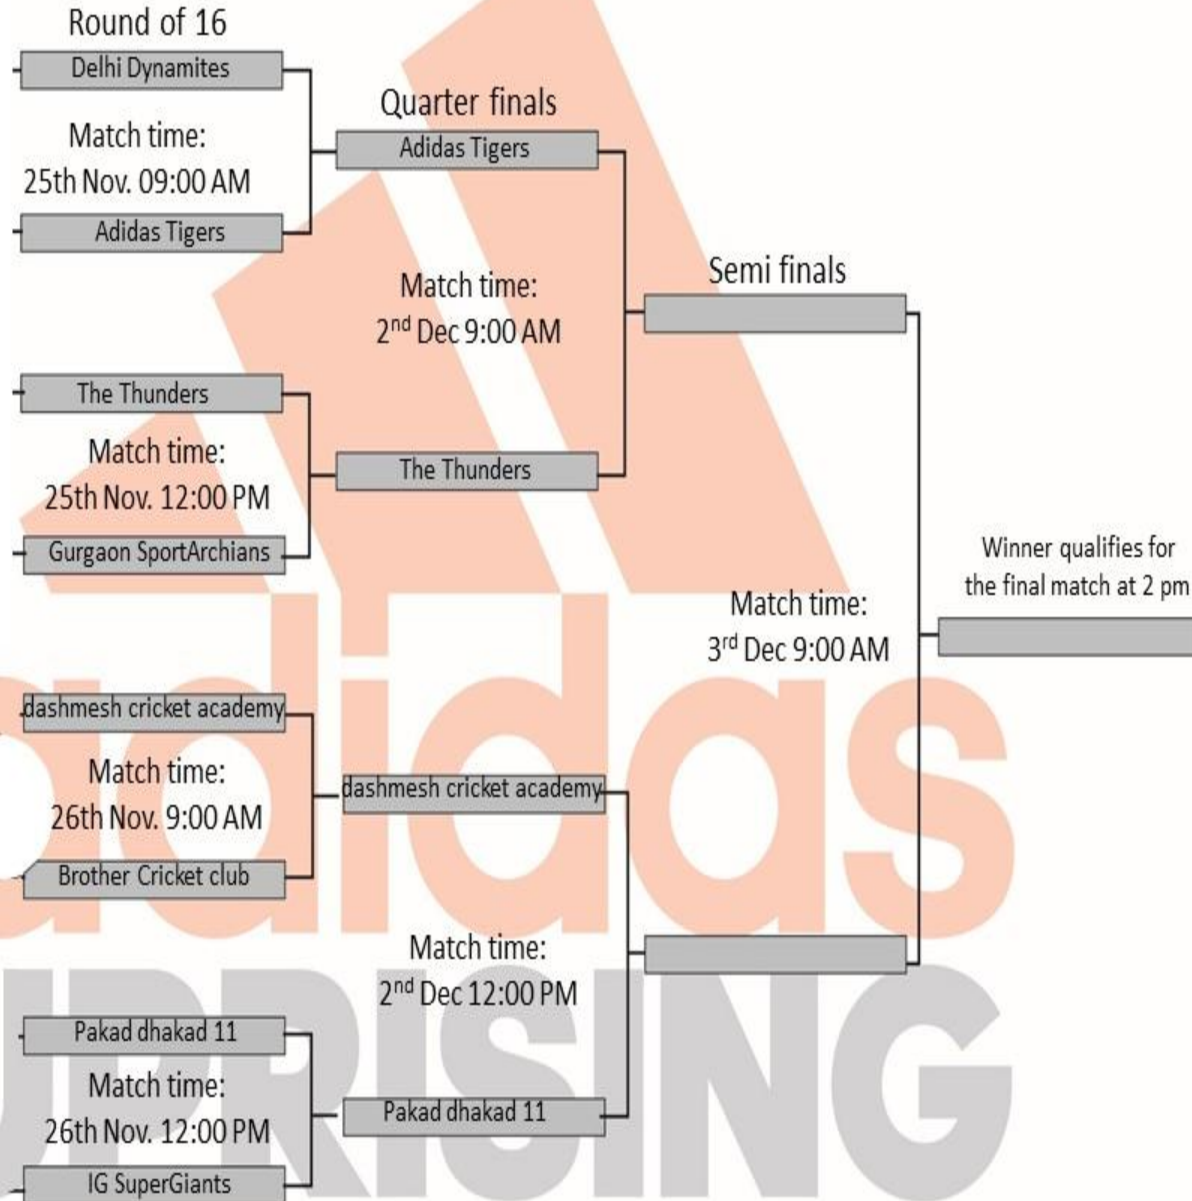 Round of 16
Delhi Dynamites
Match time:
25th Nov. 09:00 AM
Adidas Tigers
The Thunders
Match time:
25th Nov. 12:00 PM
Gurgaon SportArchians
dashmesh cricket academy
Match time:
26th Nov. 9:00 AM
Brother Cricket club
Pakad dhakad 11
Match time:
26th Nov. 12:00 PM
IG SuperGiants
Quarter finals
Adidas Tigers
Match time:
2nd Dec 9:00 AM
The Thunders
dashmesh cricket academy
Match time:
2nd Dec 12:00 PM
Pakad dhakad 11
Semi finals
Match time:
3rd Dec 9:00 AM
Winner qualifies for
the final match at 2 pm
adidas
UPRISING